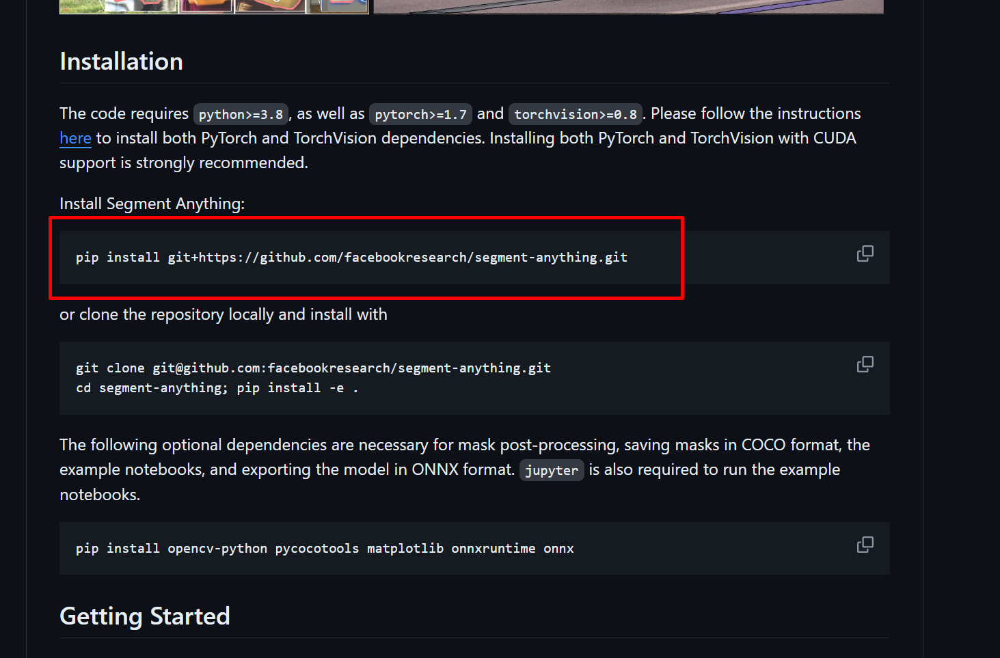 Installation
The code requires python>=3.8, as well as pytorch>=1.7 and torchvision>=0.8. Please follow the instructions
here to install both PyTorch and TorchVision dependencies. Installing both PyTorch and TorchVision with CUDA
support is strongly recommended.
Install Segment Anything:
pip install git+https://github.com/facebookresearch/segment-anything.git
or clone the repository locally and install with
git clone git@github.com:facebookresearch/segment-anything.git
cd segment-anything; pip install -e .
The following optional dependencies are necessary for mask post-processing, saving masks in COCO format, the
example notebooks, and exporting the model in ONNX format. jupyter is also required to run the example
notebooks.
pip install opencv-python pycocotools matplotlib onnxruntime onnx
Getting Started